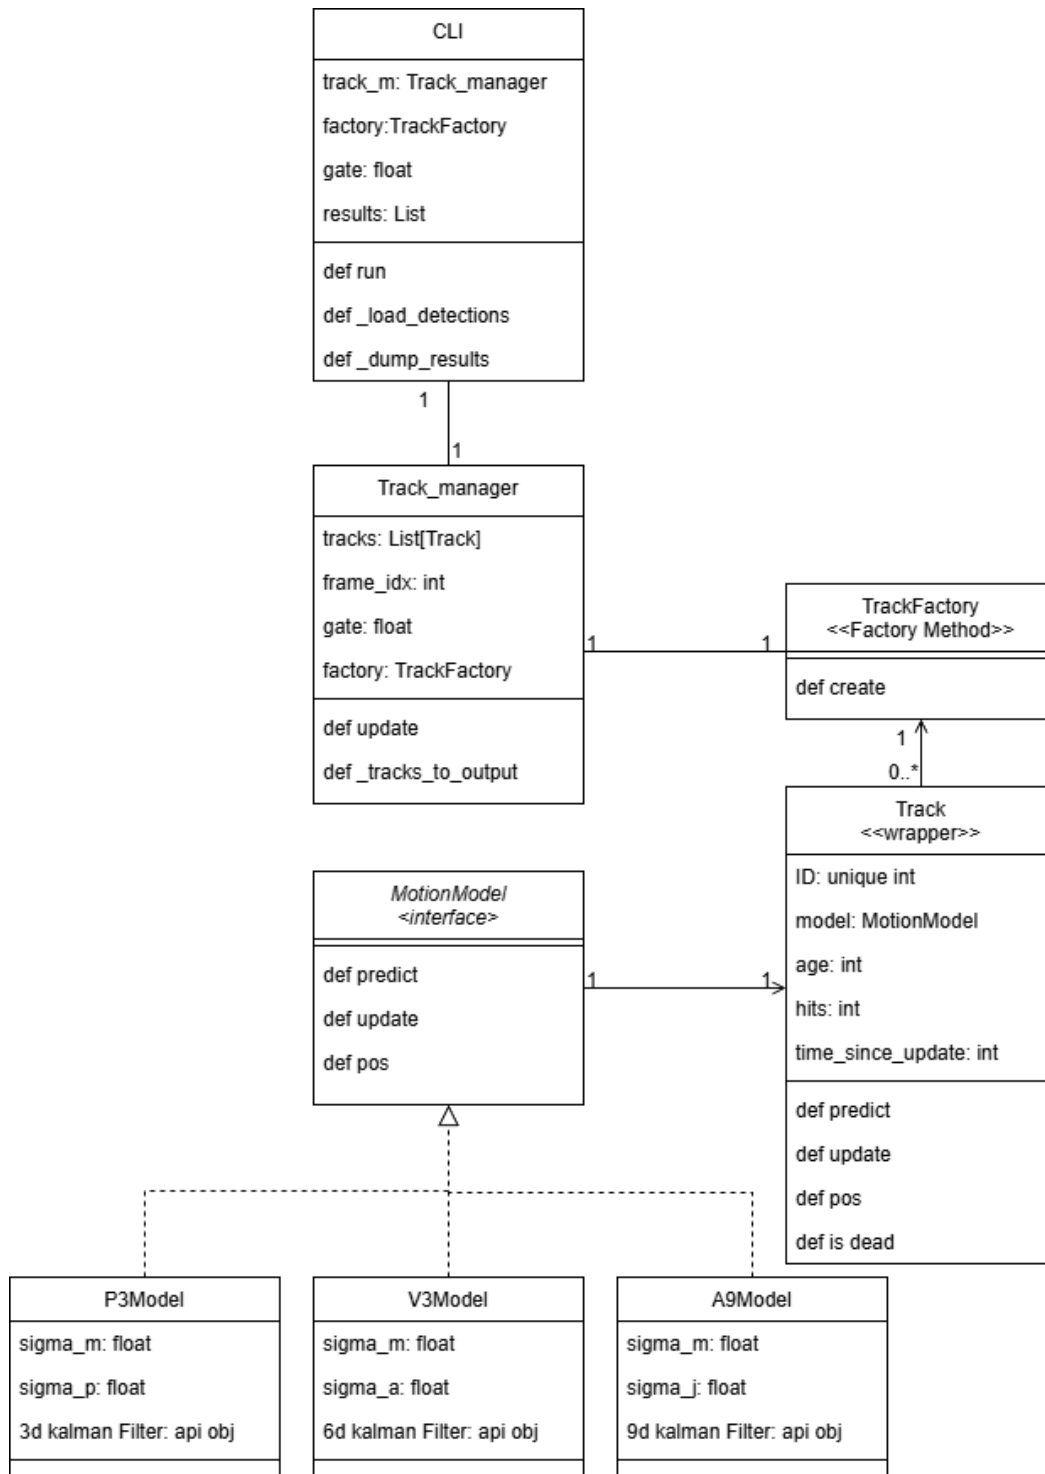 CLI
track_m: Track_manager
factory:TrackFactory
gate: float
results: List
def run
def _load_detections
def _dump_results
1
1
Track_manager
tracks: List[Track]
frame_idx: int
gate: float
factory: TrackFactory
def update
def _tracks_to_output
1
1
TrackFactory
<<Factory Method>>
def create
1
0..*
Track
<<wrapper>>
ID: unique int
model: MotionModel
age: int
hits: int
time_since_update: int
def predict
def update
def pos
def is dead
MotionModel
<interface>
def predict
def update
def pos
1
1
P3Model
sigma_m: float
sigma_p: float
3d kalman Filter: api obj
V3Model
sigma_m: float
sigma_a: float
6d kalman Filter: api obj
A9Model
sigma_m: float
sigma_j: float
9d kalman Filter: api obj